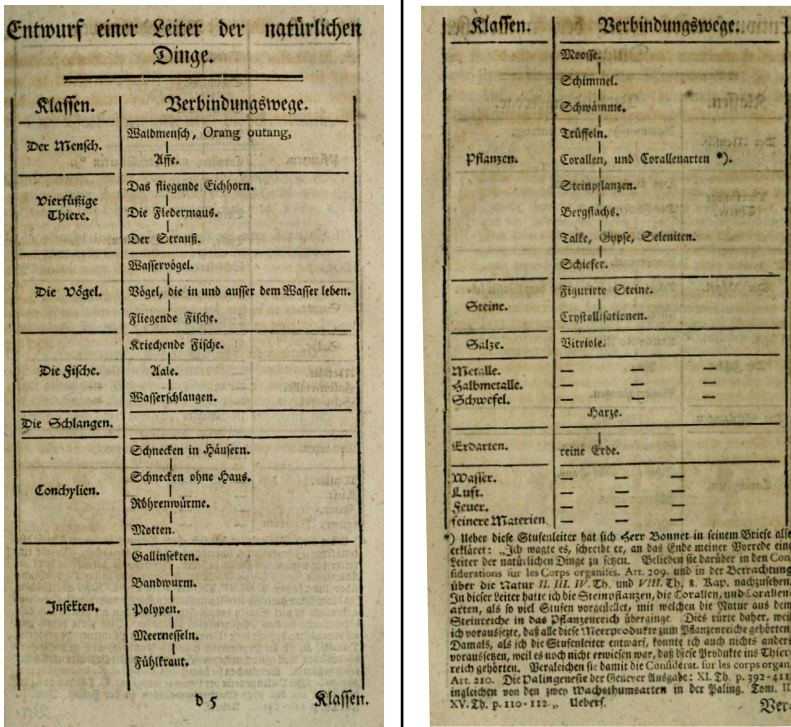 Entwurf einer Leiter der natürlichen
Dinge.
Klassen. Verbindungswege.
Der Mensch.
Waldmensch, Orang outang,
Affe.
Vierfüßige
Thiere.
Das fliegende Eichhorn.
Die Fledermaus.
Der Strauß.
Die Vögel.
Wasservögel.
Vögel, die in und ausser dem Wasser leben.
Fliegende Fische.
Die Fische.
Kriechende Fische.
Aale.
Wasserschlangen.
Die Schlangen.
Conchylien.
Schnecken in Häusern.
Schnecken ohne Haus.
Röhrenwürme.
Motten.
Insekten.
Gallinsekten.
Bandwurm.
Polypen.
Meernesseln.
Fühlkraut.
D 5 Klassen.
Klassen. Verbindungswege.
Pflanzen.
Moosse.
Schimmel.
Schwämme.
Trüffeln.
Corallen, und Corallenarten *).
Steinpflanzen.
Bergflachs.
Talke, Gypse, Seleniten.
Schiefer.
Steine.
Figurirte Steine.
Crystallisationen.
Salze. Vitriole.
Metalle. — — —
Halbmetalle. — — —
Schwefel. — — —
Harze.
Erdarten. reine Erde.
Wasser. — — —
Luft. — — —
Feuer. — — —
feinere Materien — — —
*) Ueber diese Stufenleiter hat sich Herr Bonnet in seinem Briefe also
erkläret: „Ich wagte es, schreibt er, an das Ende meiner Vorrede eine
Leiter der natürlichen Dinge zu setzen. Belieben sie darüber in den Con-
siderations sur les Corps organisés. Art. 209. und in der Betrachtung
über die Natur II. III. IV. Th. und VIII. Th. 8. Kap. nachzusehen.
In dieser Leiter hatte ich die Steinpflanzen, die Corallen, und Corallen-
arten, als so viel Stufen vorgestellet, mit welchen die Natur aus dem
Steinreiche in das Pflanzenreich überginge. Dies rürte daher, weil
ich voraussetzte, daß alle diese Meerprodukte zum Pflanzenreiche gehörten.
Damals, als ich die Stufenleiter entwarf, konnte ich auch nichts anders
voraussetzen, weil es noch nicht erwiesen war, daß diese Produkte ins Thier-
reich gehörten. Vergleichen sie damit die Considerat. sur les corps organ.
Art. 210. Die Palingenesie der Genever Ausgabe: XI. Th. p. 392-411.
ingleichen von den zwey Wachsthumsarten in der Paling. Tom. II.
XV. Th. p. 110-112. „ Uebers.